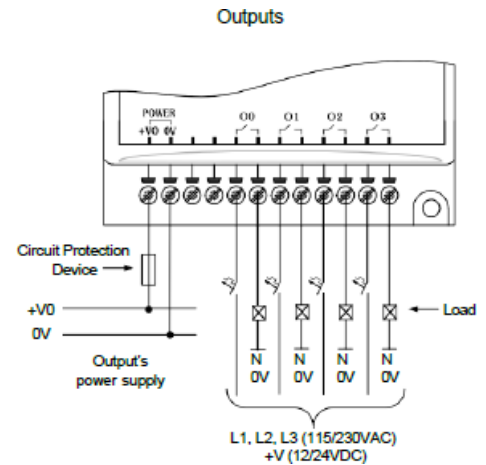 Outputs
POWER
+V0 0V
O0 O1 O2 O3
Circuit Protection
Device
+V0
0V
Load
Output's
power supply
N N N N
0V 0V 0V 0V
L1, L2, L3 (115/230VAC)
+V (12/24VDC)